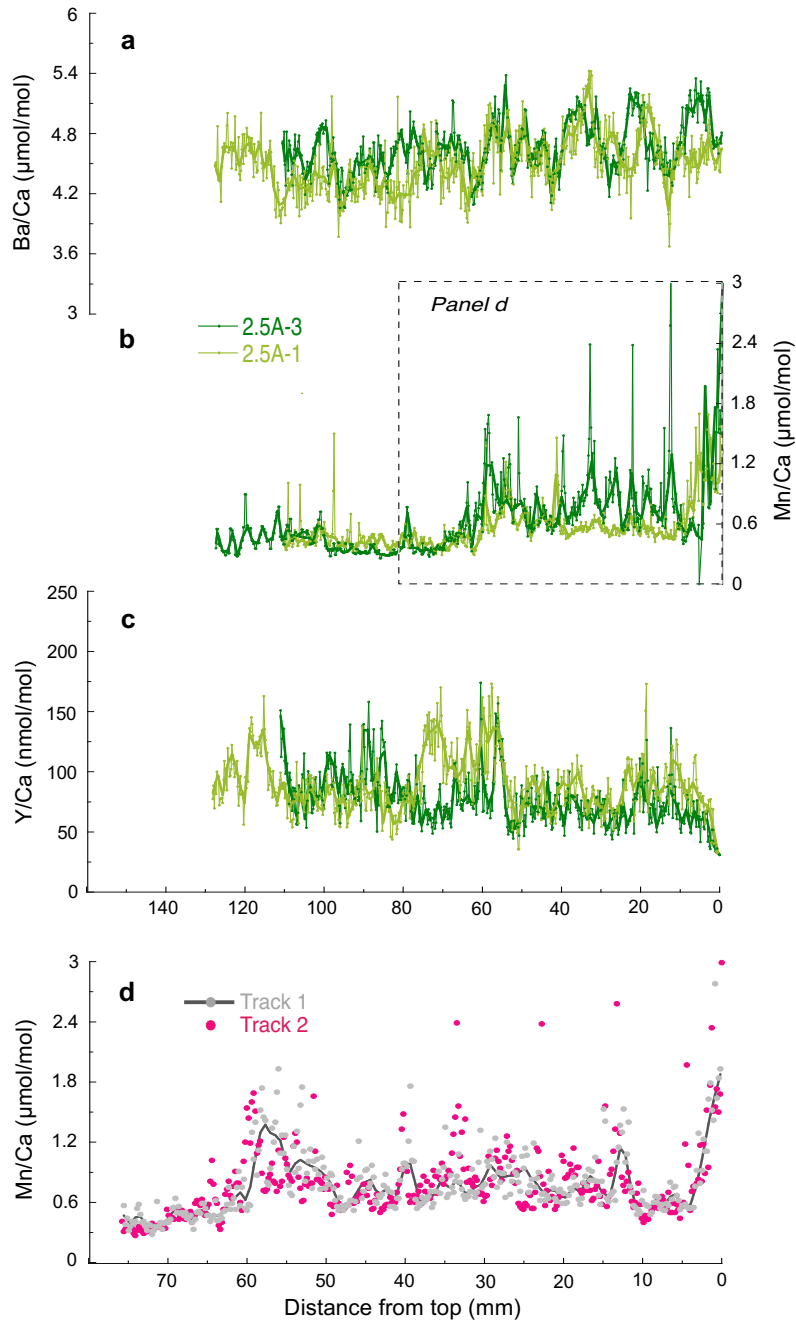 a
6
5.4
4.8
4.2
3.6
3
Ba/Ca (µmol/mol)
b
2.5A-3
2.5A-1
Panel d
3
2.4
1.8
1.2
0.6
0
Mn/Ca (µmol/mol)
c
250
200
150
100
50
0
Y/Ca (nmol/mol)
140 120 100 80 60 40 20 0
d
Track 1
Track 2
3
2.4
1.8
1.2
0.6
0
Mn/Ca (µmol/mol)
70 60 50 40 30 20 10 0
Distance from top (mm)